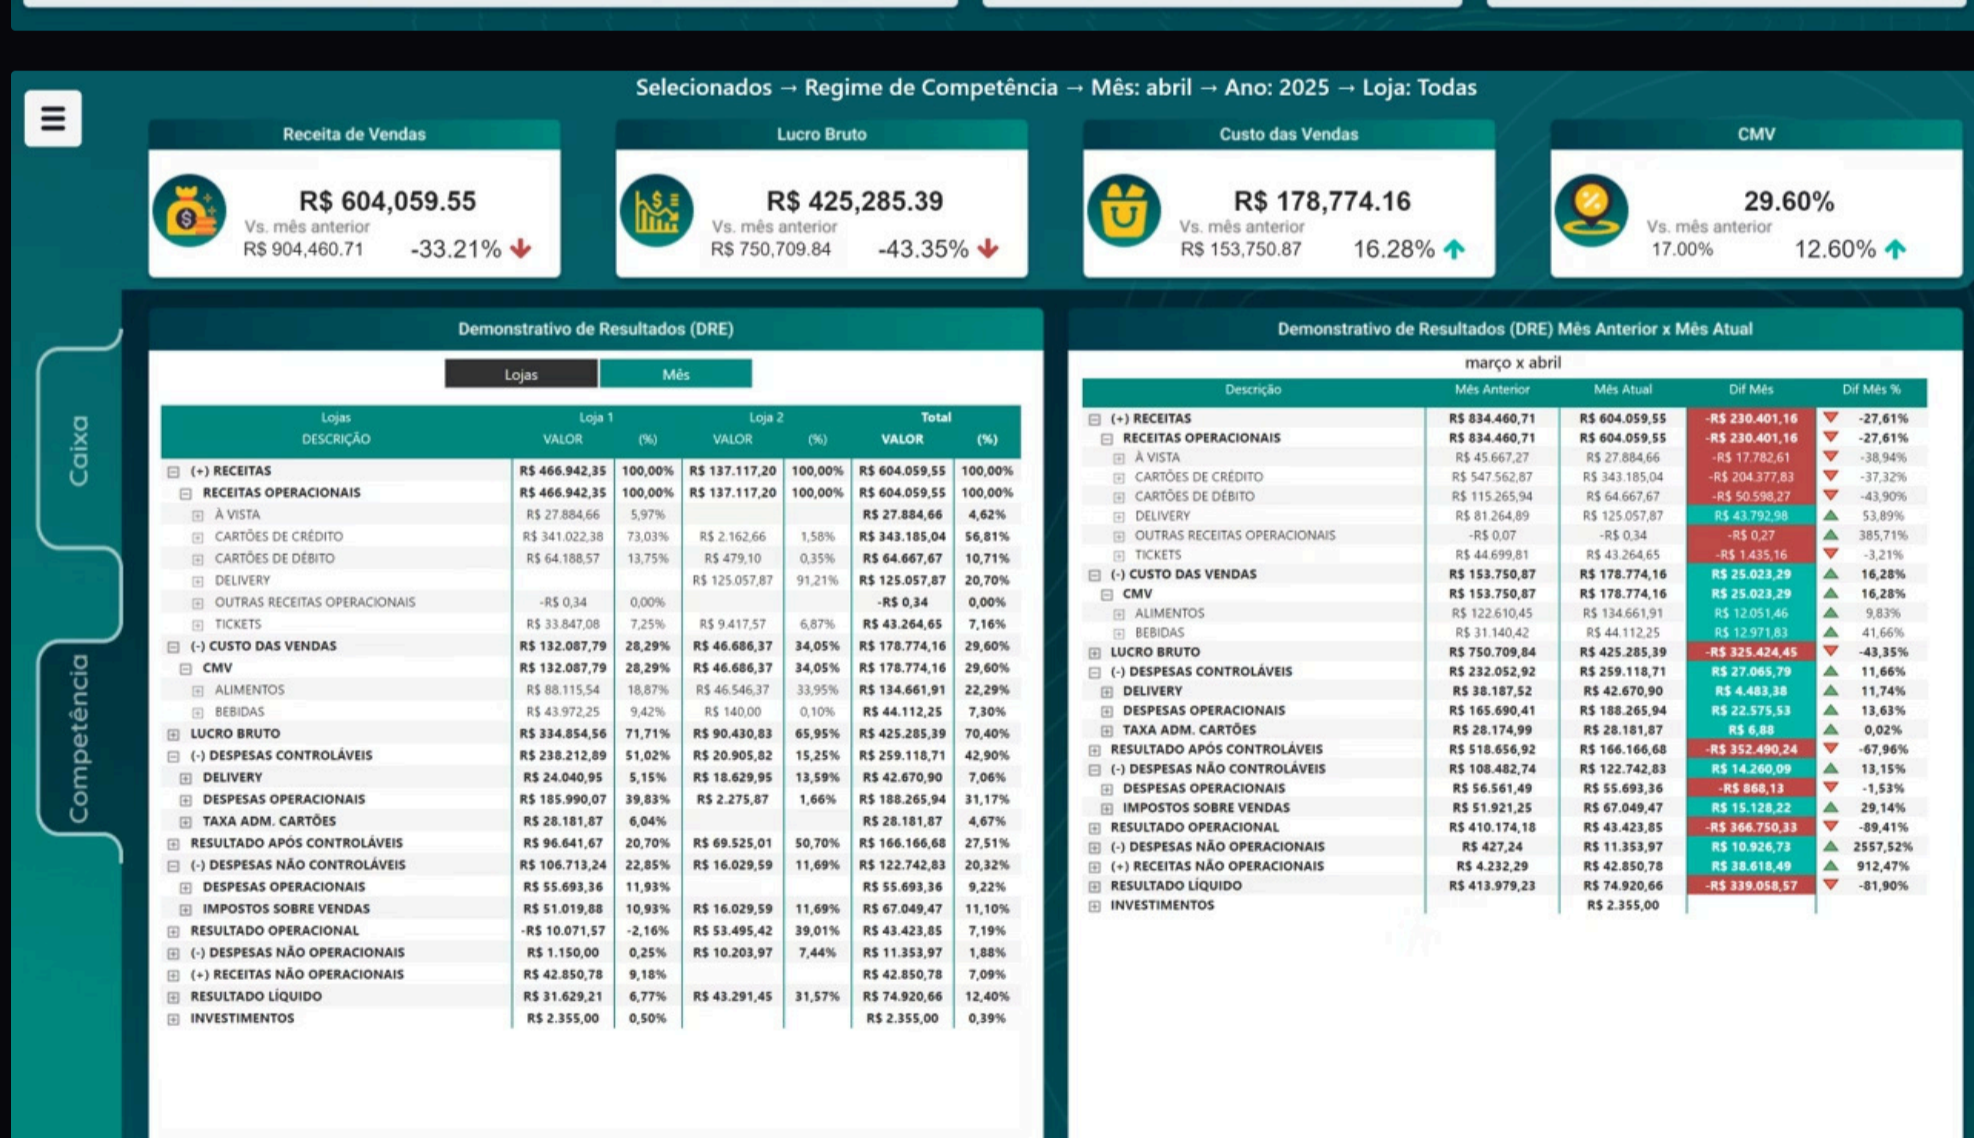 Selecionados → Regime de Competência → Mês: abril → Ano: 2025 → Loja: Todas
Receita de Vendas
R$ 604,059.55
Vs. mês anterior
R$ 904,460.71 -33.21%
Lucro Bruto
R$ 425,285.39
Vs. mês anterior
R$ 750,709.84 -43.35%
Custo das Vendas
R$ 178,774.16
Vs. mês anterior
R$ 153,750.87 16.28%
CMV
29.60%
Vs. mês anterior
17.00% 12.60%
Caixa
Competência
Demonstrativo de Resultados (DRE)
Lojas Mês
Lojas Loja 1 Loja 2 Total
DESCRIÇÃO VALOR (%) VALOR (%) VALOR (%)
(+) RECEITAS R$ 466.942,35 100,00% R$ 137.117,20 100,00% R$ 604.059,55 100,00%
RECEITAS OPERACIONAIS R$ 466.942,35 100,00% R$ 137.117,20 100,00% R$ 604.059,55 100,00%
À VISTA R$ 27.884,66 5,97% R$ 27.884,66 4,62%
CARTÕES DE CRÉDITO R$ 341.022,38 73,03% R$ 2.162,66 1,58% R$ 343.185,04 56,81%
CARTÕES DE DÉBITO R$ 64.188,57 13,75% R$ 479,10 0,35% R$ 64.667,67 10,71%
DELIVERY R$ 125.057,87 91,21% R$ 125.057,87 20,70%
OUTRAS RECEITAS OPERACIONAIS -R$ 0,34 0,00% -R$ 0,34 0,00%
TICKETS R$ 33.847,08 7,25% R$ 9.417,57 6,87% R$ 43.264,65 7,16%
(-) CUSTO DAS VENDAS R$ 132.087,79 28,29% R$ 46.686,37 34,05% R$ 178.774,16 29,60%
CMV R$ 132.087,79 28,29% R$ 46.686,37 34,05% R$ 178.774,16 29,60%
ALIMENTOS R$ 88.115,54 18,87% R$ 46.546,37 33,95% R$ 134.661,91 22,29%
BEBIDAS R$ 43.972,25 9,42% R$ 140,00 0,10% R$ 44.112,25 7,30%
LUCRO BRUTO R$ 334.854,56 71,71% R$ 90.430,83 65,95% R$ 425.285,39 70,40%
(-) DESPESAS CONTROLÁVEIS R$ 238.212,89 51,02% R$ 20.905,82 15,25% R$ 259.118,71 42,90%
DELIVERY R$ 24.040,95 5,15% R$ 18.629,95 13,59% R$ 42.670,90 7,06%
DESPESAS OPERACIONAIS R$ 185.990,07 39,83% R$ 2.275,87 1,66% R$ 188.265,94 31,17%
TAXA ADM. CARTÕES R$ 28.181,87 6,04% R$ 28.181,87 4,67%
RESULTADO APÓS CONTROLÁVEIS R$ 96.641,67 20,70% R$ 69.525,01 50,70% R$ 166.166,68 27,51%
(-) DESPESAS NÃO CONTROLÁVEIS R$ 106.713,24 22,85% R$ 16.029,59 11,69% R$ 122.742,83 20,32%
DESPESAS OPERACIONAIS R$ 55.693,36 11,93% R$ 55.693,36 9,22%
IMPOSTOS SOBRE VENDAS R$ 51.019,88 10,93% R$ 16.029,59 11,69% R$ 67.049,47 11,10%
RESULTADO OPERACIONAL -R$ 10.071,57 -2,16% R$ 53.495,42 39,01% R$ 43.423,85 7,19%
(-) DESPESAS NÃO OPERACIONAIS R$ 1.150,00 0,25% R$ 10.203,97 7,44% R$ 11.353,97 1,88%
(+) RECEITAS NÃO OPERACIONAIS R$ 42.850,78 9,18% R$ 42.850,78 7,09%
RESULTADO LÍQUIDO R$ 31.629,21 6,77% R$ 43.291,45 31,57% R$ 74.920,66 12,40%
INVESTIMENTOS R$ 2.355,00 0,50% R$ 2.355,00 0,39%
Demonstrativo de Resultados (DRE) Mês Anterior x Mês Atual
março x abril
Descrição Mês Anterior Mês Atual Dif Mês Dif Mês %
(+) RECEITAS R$ 834.460,71 R$ 604.059,55 -R$ 230.401,16 -27,61%
RECEITAS OPERACIONAIS R$ 834.460,71 R$ 604.059,55 -R$ 230.401,16 -27,61%
À VISTA R$ 45.667,27 R$ 27.884,66 -R$ 17.782,61 -38,94%
CARTÕES DE CRÉDITO R$ 547.562,87 R$ 343.185,04 -R$ 204.377,83 -37,32%
CARTÕES DE DÉBITO R$ 115.265,94 R$ 64.667,67 -R$ 50.598,27 -43,90%
DELIVERY R$ 81.264,89 R$ 125.057,87 R$ 43.792,98 53,89%
OUTRAS RECEITAS OPERACIONAIS -R$ 0,07 -R$ 0,34 -R$ 0,27 385,71%
TICKETS R$ 44.699,81 R$ 43.264,65 -R$ 1.435,16 -3,21%
(-) CUSTO DAS VENDAS R$ 153.750,87 R$ 178.774,16 R$ 25.023,29 16,28%
CMV R$ 153.750,87 R$ 178.774,16 R$ 25.023,29 16,28%
ALIMENTOS R$ 122.610,45 R$ 134.661,91 R$ 12.051,46 9,83%
BEBIDAS R$ 31.140,42 R$ 44.112,25 R$ 12.971,83 41,66%
LUCRO BRUTO R$ 750.709,84 R$ 425.285,39 -R$ 325.424,45 -43,35%
(-) DESPESAS CONTROLÁVEIS R$ 232.052,92 R$ 259.118,71 R$ 27.065,79 11,66%
DELIVERY R$ 38.187,52 R$ 42.670,90 R$ 4.483,38 11,74%
DESPESAS OPERACIONAIS R$ 165.690,41 R$ 188.265,94 R$ 22.575,53 13,63%
TAXA ADM. CARTÕES R$ 28.174,99 R$ 28.181,87 R$ 6,88 0,02%
RESULTADO APÓS CONTROLÁVEIS R$ 518.656,92 R$ 166.166,68 -R$ 352.490,24 -67,96%
(-) DESPESAS NÃO CONTROLÁVEIS R$ 108.482,74 R$ 122.742,83 R$ 14.260,09 13,15%
DESPESAS OPERACIONAIS R$ 56.561,49 R$ 55.693,36 -R$ 868,13 -1,53%
IMPOSTOS SOBRE VENDAS R$ 51.921,25 R$ 67.049,47 R$ 15.128,22 29,14%
RESULTADO OPERACIONAL R$ 410.174,18 R$ 43.423,85 -R$ 366.750,33 -89,41%
(-) DESPESAS NÃO OPERACIONAIS R$ 427,24 R$ 11.353,97 R$ 10.926,73 2557,52%
(+) RECEITAS NÃO OPERACIONAIS R$ 4.232,29 R$ 42.850,78 R$ 38.618,49 912,47%
RESULTADO LÍQUIDO R$ 413.979,23 R$ 74.920,66 -R$ 339.058,57 -81,90%
INVESTIMENTOS R$ 2.355,00